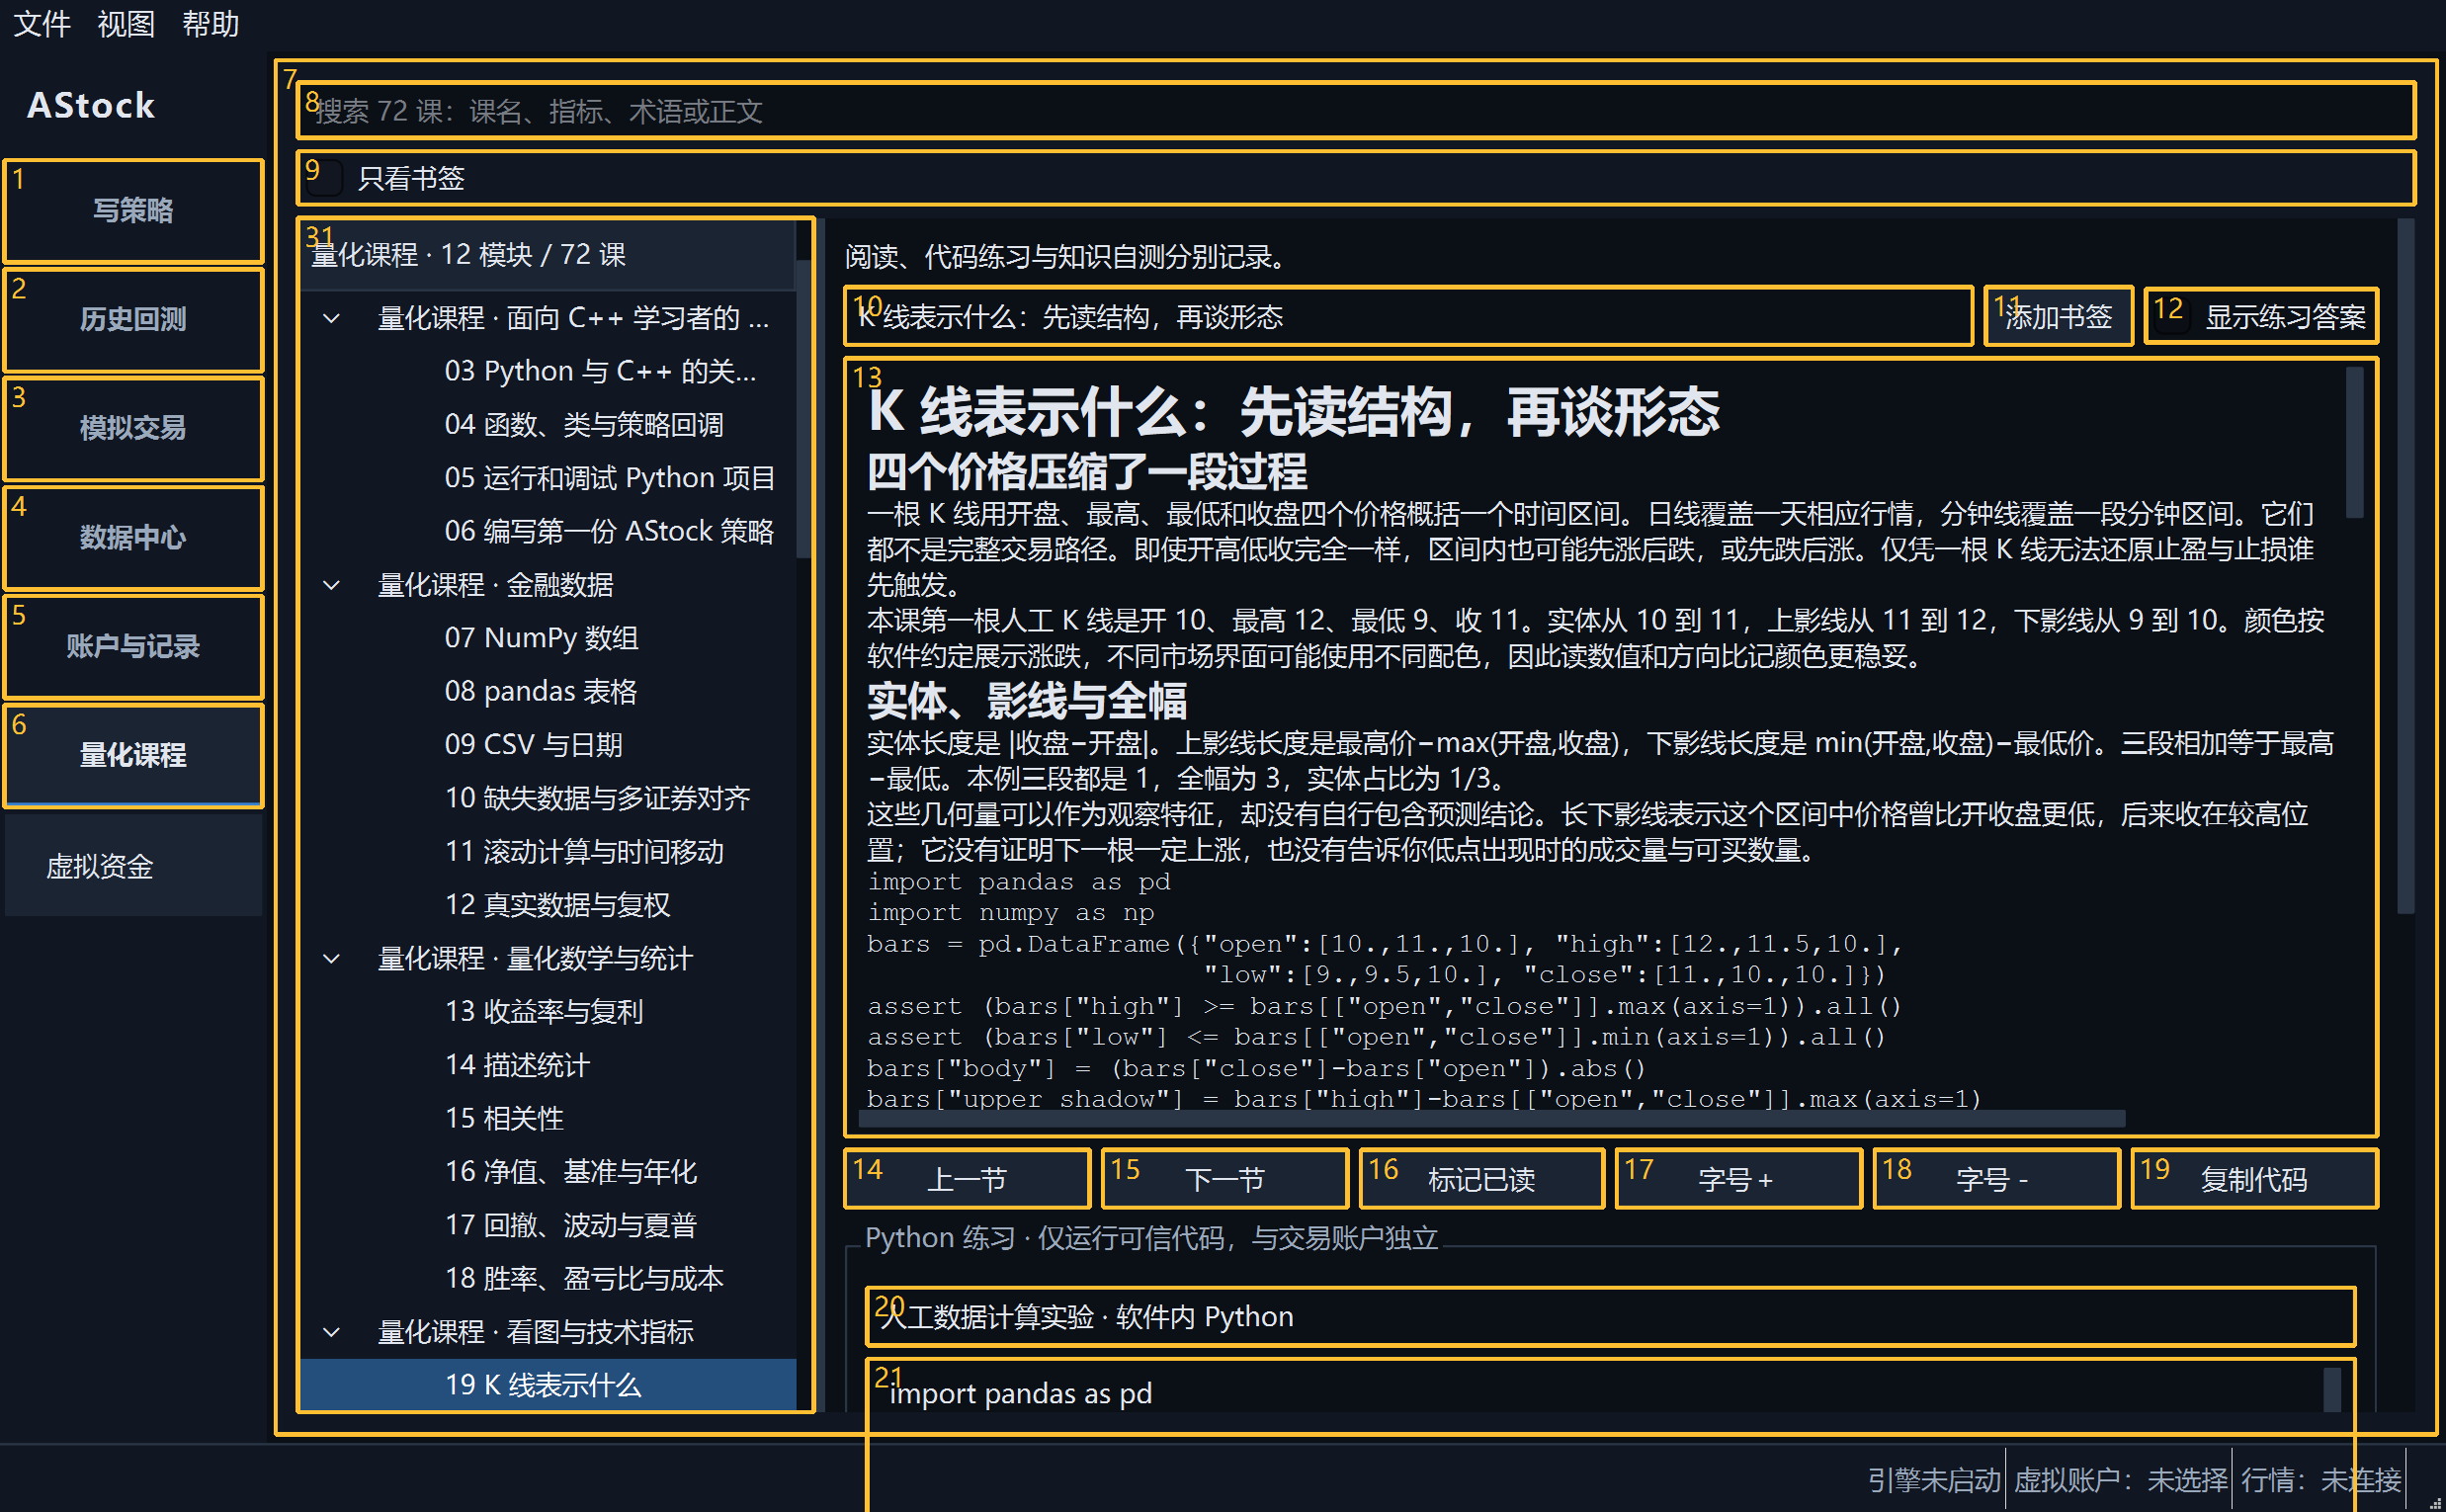 文件 视图 帮助
AStock
1
写策略
2
历史回测
3
模拟交易
4
数据中心
5
账户与记录
6
量化课程
虚拟资金
7
8
搜索 72 课：课名、指标、术语或正文
9
只看书签
31
量化课程 · 12 模块 / 72 课
量化课程 · 面向 C++ 学习者的 ...
03 Python 与 C++ 的关...
04 函数、类与策略回调
05 运行和调试 Python 项目
06 编写第一份 AStock 策略
量化课程 · 金融数据
07 NumPy 数组
08 pandas 表格
09 CSV 与日期
10 缺失数据与多证券对齐
11 滚动计算与时间移动
12 真实数据与复权
量化课程 · 量化数学与统计
13 收益率与复利
14 描述统计
15 相关性
16 净值、基准与年化
17 回撤、波动与夏普
18 胜率、盈亏比与成本
量化课程 · 看图与技术指标
19 K 线表示什么
阅读、代码练习与知识自测分别记录。
10
K 线表示什么：先读结构，再谈形态
11
添加书签
12
显示练习答案
13
K 线表示什么：先读结构，再谈形态
四个价格压缩了一段过程
一根 K 线用开盘、最高、最低和收盘四个价格概括一个时间区间。日线覆盖一天相应行情，分钟线覆盖一段分钟区间。它们
都不是完整交易路径。即使开高低收完全一样，区间内也可能先涨后跌，或先跌后涨。仅凭一根 K 线无法还原止盈与止损谁
先触发。
本课第一根人工 K 线是开 10、最高 12、最低 9、收 11。实体从 10 到 11，上影线从 11 到 12，下影线从 9 到 10。颜色按
软件约定展示涨跌，不同市场界面可能使用不同配色，因此读数值和方向比记颜色更稳妥。
实体、影线与全幅
实体长度是 |收盘−开盘|。上影线长度是最高价−max(开盘,收盘)，下影线长度是 min(开盘,收盘)−最低价。三段相加等于最高
−最低。本例三段都是 1，全幅为 3，实体占比为 1/3。
这些几何量可以作为观察特征，却没有自行包含预测结论。长下影线表示这个区间中价格曾比开收盘更低，后来收在较高位
置；它没有证明下一根一定上涨，也没有告诉你低点出现时的成交量与可买数量。
import pandas as pd
import numpy as np
bars = pd.DataFrame({"open":[10.,11.,10.], "high":[12.,11.5,10.],
"low":[9.,9.5,10.], "close":[11.,10.,10.]})
assert (bars["high"] >= bars[["open","close"]].max(axis=1)).all()
assert (bars["low"] <= bars[["open","close"]].min(axis=1)).all()
bars["body"] = (bars["close"]-bars["open"]).abs()
bars["upper_shadow"] = bars["high"]-bars[["open","close"]].max(axis=1)
14 上一节
15 下一节
16 标记已读
17 字号 +
18 字号 -
19 复制代码
Python 练习 · 仅运行可信代码，与交易账户独立
20
人工数据计算实验 · 软件内 Python
21
import pandas as pd
引擎未启动 虚拟账户：未选择 行情：未连接